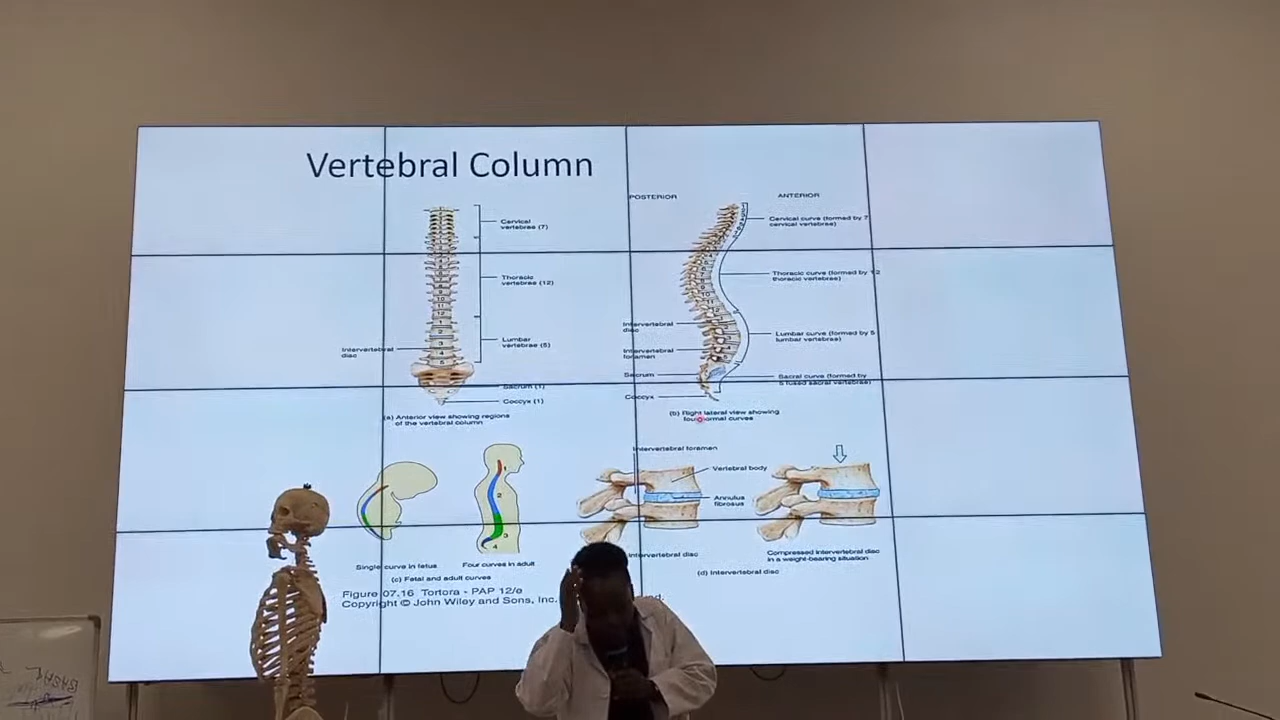 Vertebral Column
POSTERIOR
ANTERIOR
Cervical
vertebrae (7)
Thoracic
vertebrae (12)
Lumbar
vertebrae (5)
Intervertebral
disc
Sacrum (1)
Coccyx (1)
(a) Anterior view showing regions
of the vertebral column
Cervical curve (formed by 7
cervical vertebrae)
Thoracic curve (formed by 12
thoracic vertebrae)
Intervertebral
disc
Lumbar curve (formed by 5
lumbar vertebrae)
Intervertebral
foramen
Sacrum
Sacral curve (formed by
5 fused sacral vertebrae)
Coccyx
(b) Right lateral view showing
four normal curves
1
2
3
4
Single curve in fetus
Four curves in adult
(c) Fetal and adult curves
Intervertebral foramen
Vertebral body
Annulus
fibrosus
Intervertebral disc
Compressed intervertebral disc
in a weight-bearing situation
(d) Intervertebral disc
Figure 07.16 Tortora - PAP 12/e
Copyright © John Wiley and Sons, Inc.